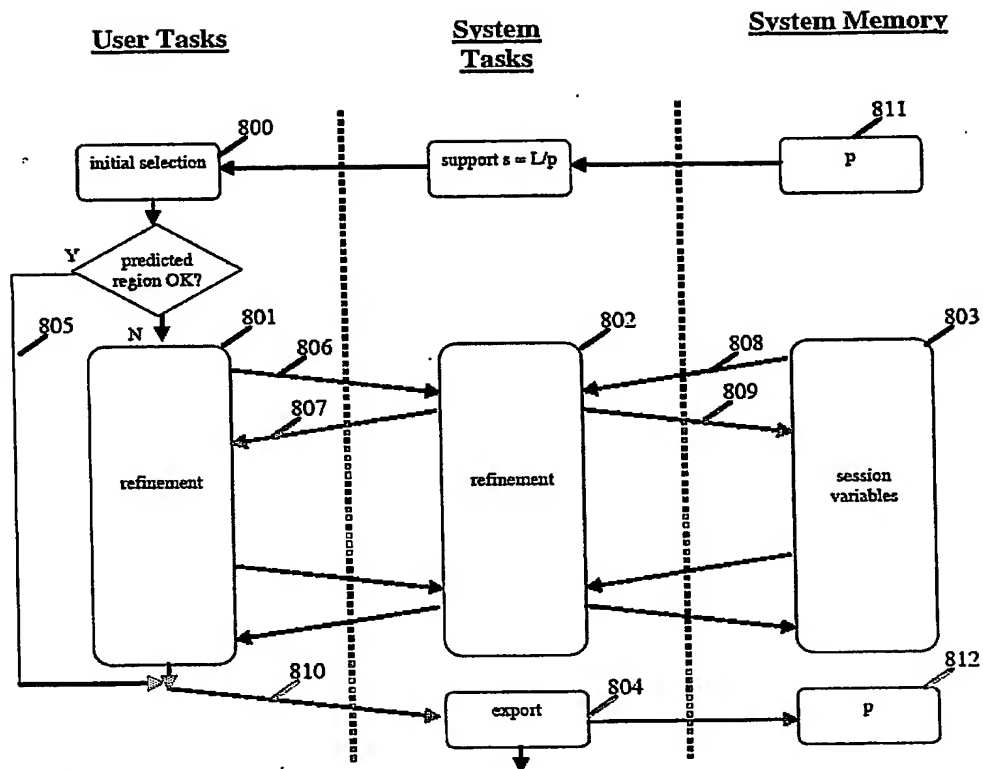 User Tasks
System
Tasks
System Memory
800
811
initial selection
support s = L/p
p
Y
predicted
region OK?
N
805
801
802
803
806
808
807
809
refinement
refinement
session
variables
810
804
812
export
p